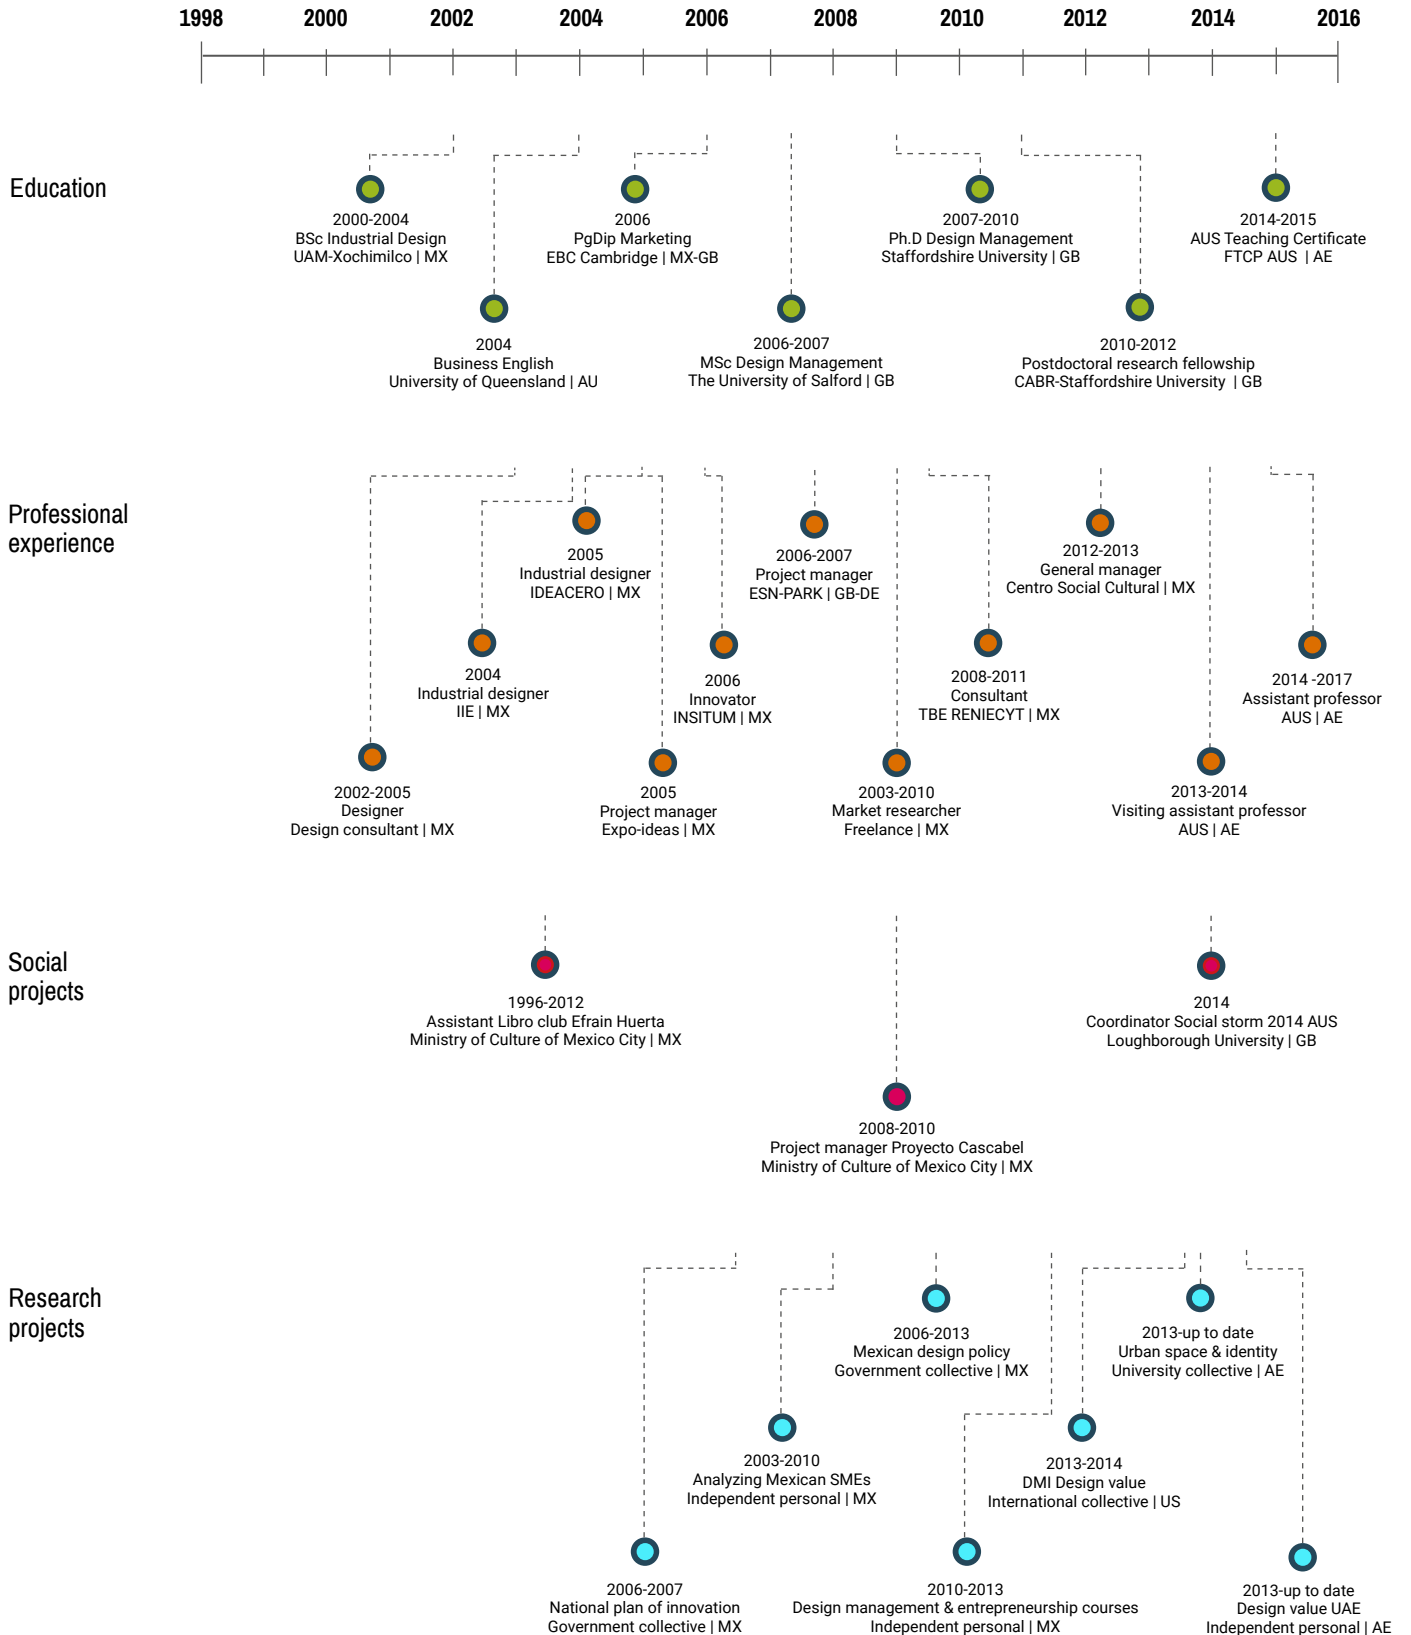 1998 2000 2002 2004 2006 2008 2010 2012 2014 2016
Education
2000-2004
BSc Industrial Design
UAM-Xochimilco | MX
2006
PgDip Marketing
EBC Cambridge | MX-GB
2007-2010
Ph.D Design Management
Staffordshire University | GB
2014-2015
AUS Teaching Certificate
FTCP AUS | AE
2004
Business English
University of Queensland | AU
2006-2007
MSc Design Management
The University of Salford | GB
2010-2012
Postdoctoral research fellowship
CABR-Staffordshire University | GB
Professional
experience
2005
Industrial designer
IDEACERO | MX
2006-2007
Project manager
ESN-PARK | GB-DE
2012-2013
General manager
Centro Social Cultural | MX
2004
Industrial designer
IIE | MX
2006
Innovator
INSITUM | MX
2008-2011
Consultant
TBE RENIECYT | MX
2014 -2017
Assistant professor
AUS | AE
2002-2005
Designer
Design consultant | MX
2005
Project manager
Expo-ideas | MX
2003-2010
Market researcher
Freelance | MX
2013-2014
Visiting assistant professor
AUS | AE
Social
projects
1996-2012
Assistant Libro club Efrain Huerta
Ministry of Culture of Mexico City | MX
2014
Coordinator Social storm 2014 AUS
Loughborough University | GB
2008-2010
Project manager Proyecto Cascabel
Ministry of Culture of Mexico City | MX
Research
projects
2006-2013
Mexican design policy
Government collective | MX
2013-up to date
Urban space & identity
University collective | AE
2003-2010
Analyzing Mexican SMEs
Independent personal | MX
2013-2014
DMI Design value
International collective | US
2006-2007
National plan of innovation
Government collective | MX
2010-2013
Design management & entrepreneurship courses
Independent personal | MX
2013-up to date
Design value UAE
Independent personal | AE